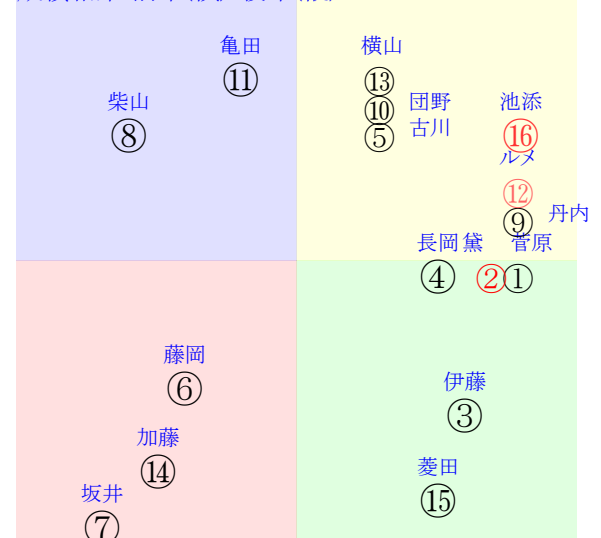 亀田
横山
⑪
⑬
柴山
⑩
団野
池添
⑧
⑤
古川
⑯
ルメ
⑫
⑨
丹内
長岡
黛
菅原
④
②
①
藤岡
⑥
伊藤
③
加藤
⑭
菱田
坂井
⑮
⑦